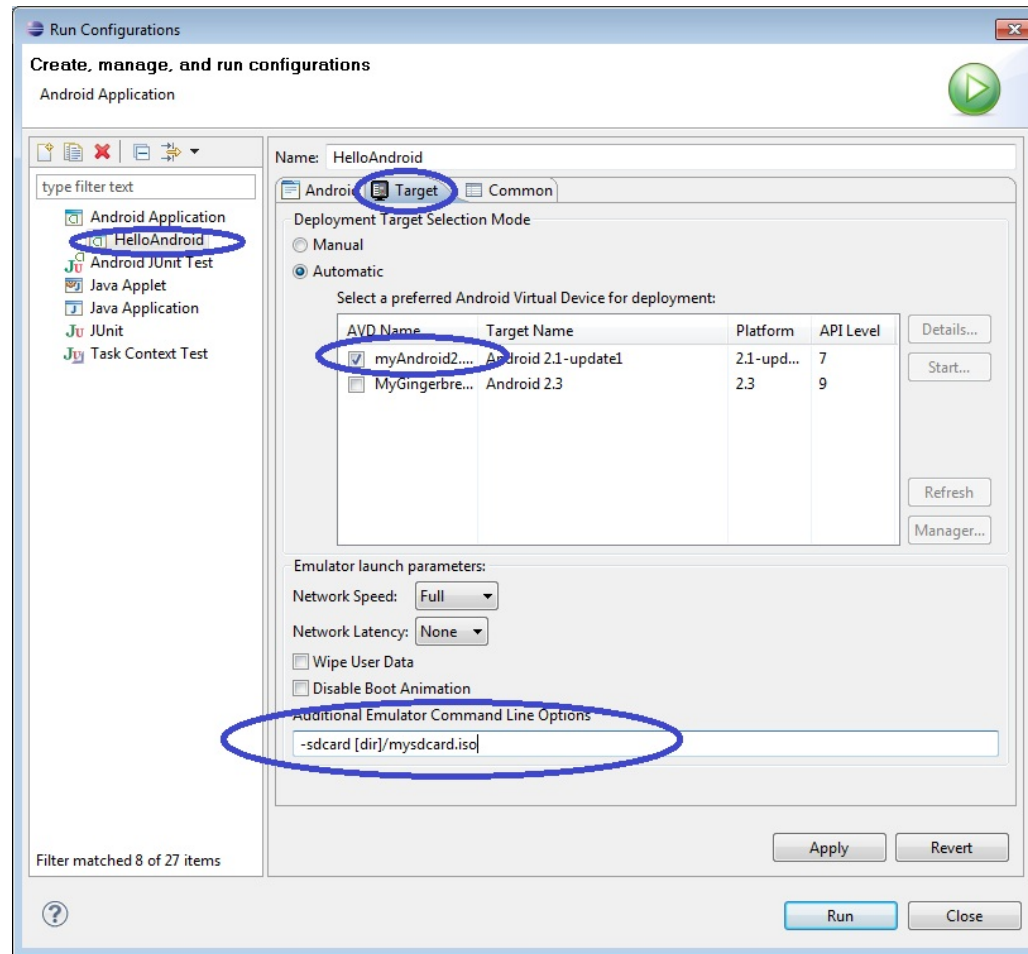 Run Configurations
Create, manage, and run configurations
Android Application
type filter text
Android Application
HelloAndroid
Android JUnit Test
Java Applet
Java Application
JUnit
Task Context Test
Filter matched 8 of 27 items
Name: HelloAndroid
Android Target Common
Deployment Target Selection Mode
Manual
Automatic
Select a preferred Android Virtual Device for deployment:
AVD Name Target Name Platform API Level
myAndroid2.... Android 2.1-update1 2.1-upd... 7
MyGingerbre... Android 2.3 2.3 9
Details...
Start...
Refresh
Manager...
Emulator launch parameters:
Network Speed: Full
Network Latency: None
Wipe User Data
Disable Boot Animation
Additional Emulator Command Line Options
-sdcard [dir]/mysdcard.iso
Apply Revert
Run Close